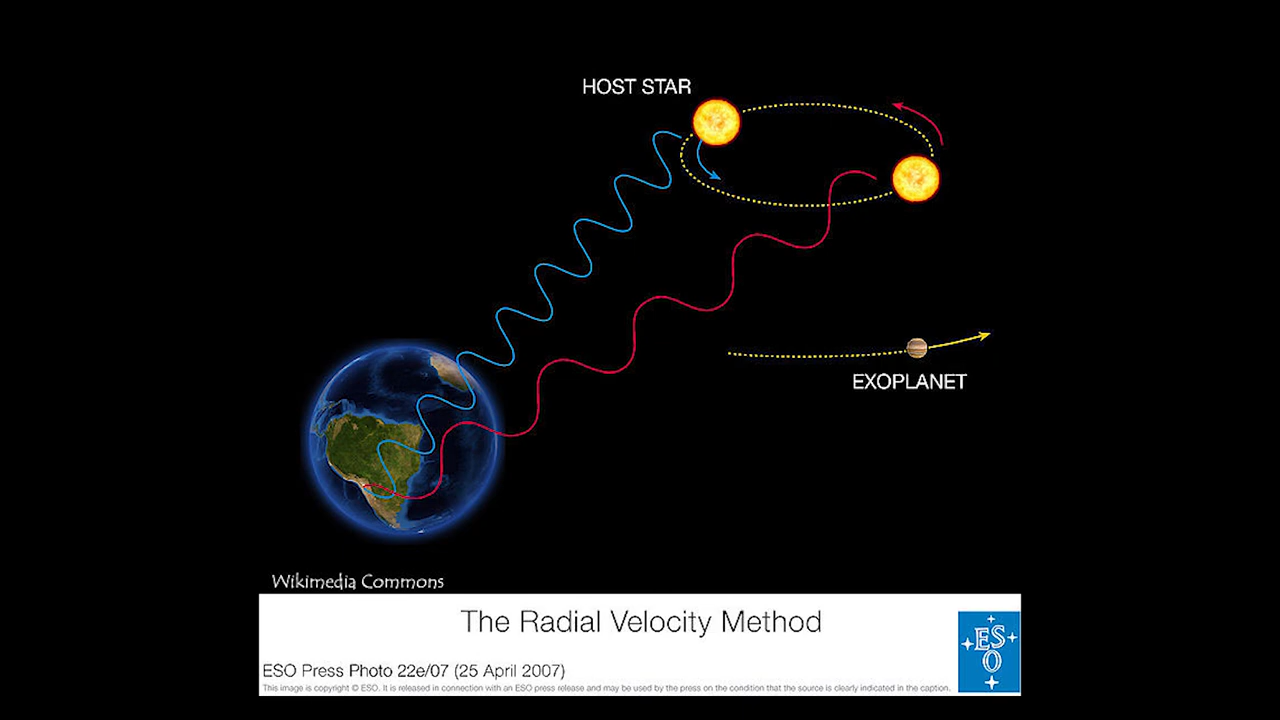 HOST STAR
EXOPLANET
Wikimedia Commons
The Radial Velocity Method
ESO Press Photo 22e/07 (25 April 2007)
This image is copyright © ESO. It is released in connection with an ESO press release and may be used by the press on the condition that the source is clearly indicated in the caption.
ESO